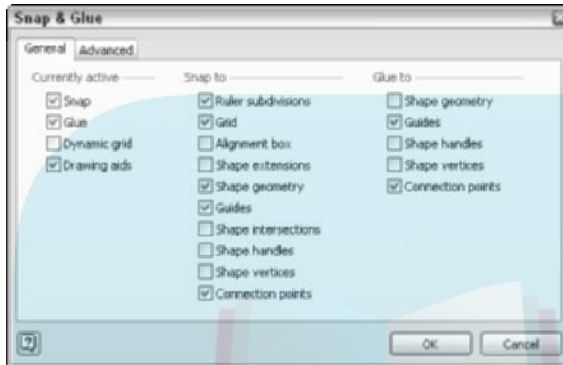 Snap & Glue
General Advanced
Currently active
Snap
Glue
Dynamic grid
Drawing aids
Snap to
Ruler subdivisions
Grid
Alignment box
Shape extensions
Shape geometry
Guides
Shape intersections
Shape handles
Shape vertices
Connection points
Glue to
Shape geometry
Guides
Shape handles
Shape vertices
Connection points
OK Cancel